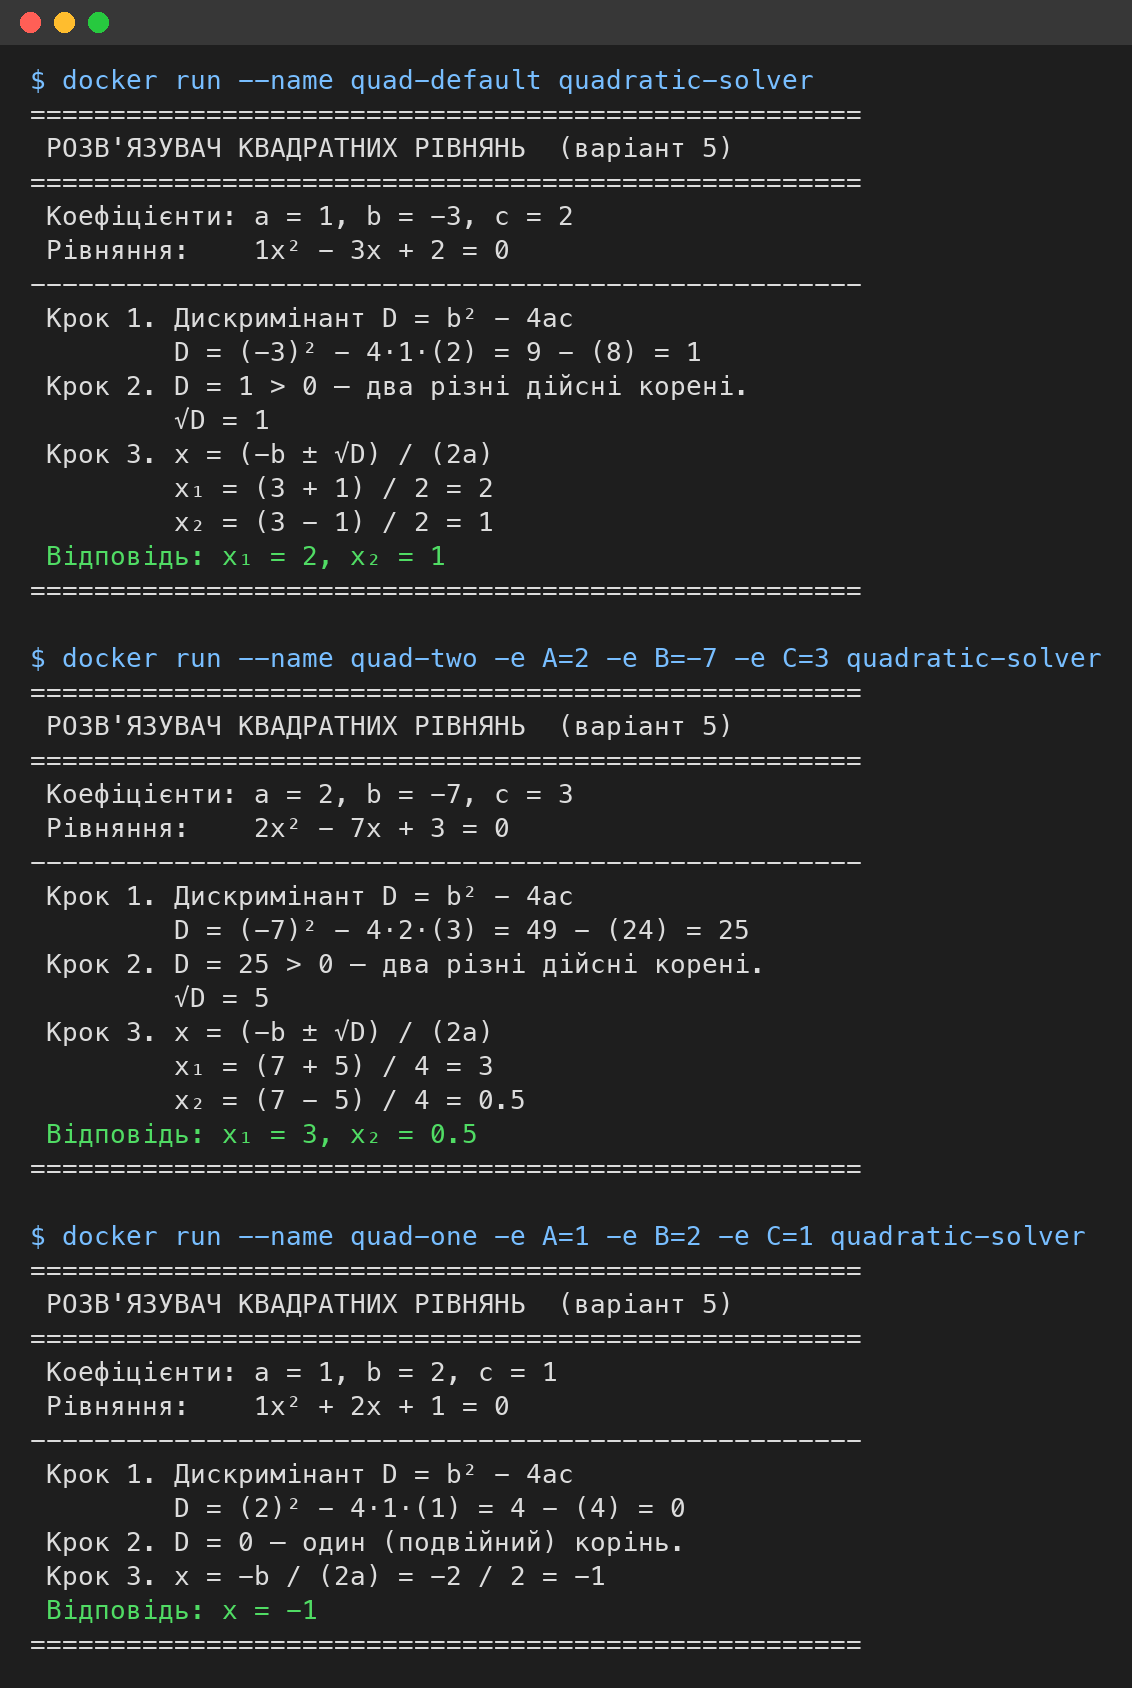 $ docker run --name quad-default quadratic-solver
====================================================
 РОЗВ'ЯЗУВАЧ КВАДРАТНИХ РІВНЯНЬ  (варіант 5)
====================================================
 Коефіцієнти: a = 1, b = −3, c = 2
 Рівняння:    1x² − 3x + 2 = 0
----------------------------------------------------
 Крок 1. Дискримінант D = b² − 4ac
         D = (−3)² − 4·1·(2) = 9 − (8) = 1
 Крок 2. D = 1 > 0 — два різні дійсні корені.
         √D = 1
 Крок 3. x = (−b ± √D) / (2a)
         x₁ = (3 + 1) / 2 = 2
         x₂ = (3 − 1) / 2 = 1
 Відповідь: x₁ = 2, x₂ = 1
====================================================
$ docker run --name quad-two -e A=2 -e B=-7 -e C=3 quadratic-solver
====================================================
 РОЗВ'ЯЗУВАЧ КВАДРАТНИХ РІВНЯНЬ  (варіант 5)
====================================================
 Коефіцієнти: a = 2, b = −7, c = 3
 Рівняння:    2x² − 7x + 3 = 0
----------------------------------------------------
 Крок 1. Дискримінант D = b² − 4ac
         D = (−7)² − 4·2·(3) = 49 − (24) = 25
 Крок 2. D = 25 > 0 — два різні дійсні корені.
         √D = 5
 Крок 3. x = (−b ± √D) / (2a)
         x₁ = (7 + 5) / 4 = 3
         x₂ = (7 − 5) / 4 = 0.5
 Відповідь: x₁ = 3, x₂ = 0.5
====================================================
$ docker run --name quad-one -e A=1 -e B=2 -e C=1 quadratic-solver
====================================================
 РОЗВ'ЯЗУВАЧ КВАДРАТНИХ РІВНЯНЬ  (варіант 5)
====================================================
 Коефіцієнти: a = 1, b = 2, c = 1
 Рівняння:    1x² + 2x + 1 = 0
----------------------------------------------------
 Крок 1. Дискримінант D = b² − 4ac
         D = (2)² − 4·1·(1) = 4 − (4) = 0
 Крок 2. D = 0 — один (подвійний) корінь.
 Крок 3. x = −b / (2a) = −2 / 2 = −1
 Відповідь: x = −1
====================================================